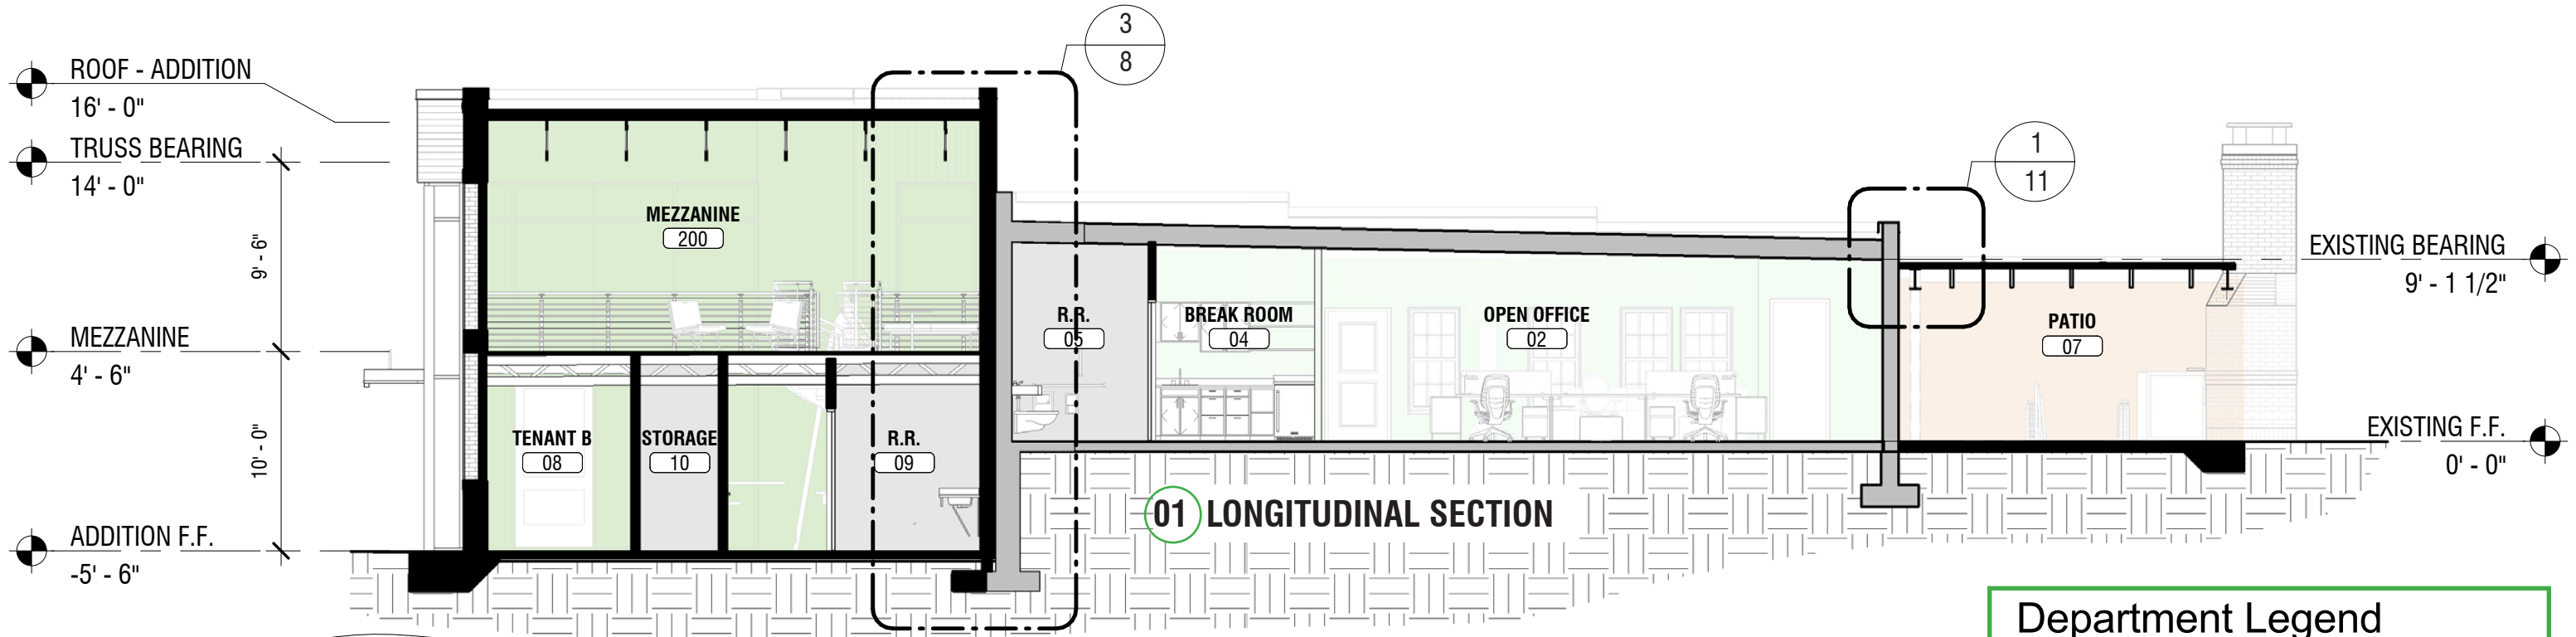 3
8
ROOF - ADDITION
16' - 0"
TRUSS BEARING
14' - 0"
1
11
MEZZANINE
200
9' - 6"
EXISTING BEARING
9' - 1 1/2"
R.R.
05
BREAK ROOM
04
OPEN OFFICE
02
PATIO
07
MEZZANINE
4' - 6"
10' - 0"
TENANT B
08
STORAGE
10
R.R.
09
EXISTING F.F.
0' - 0"
01 LONGITUDINAL SECTION
ADDITION F.F.
-5' - 6"
Department Legend